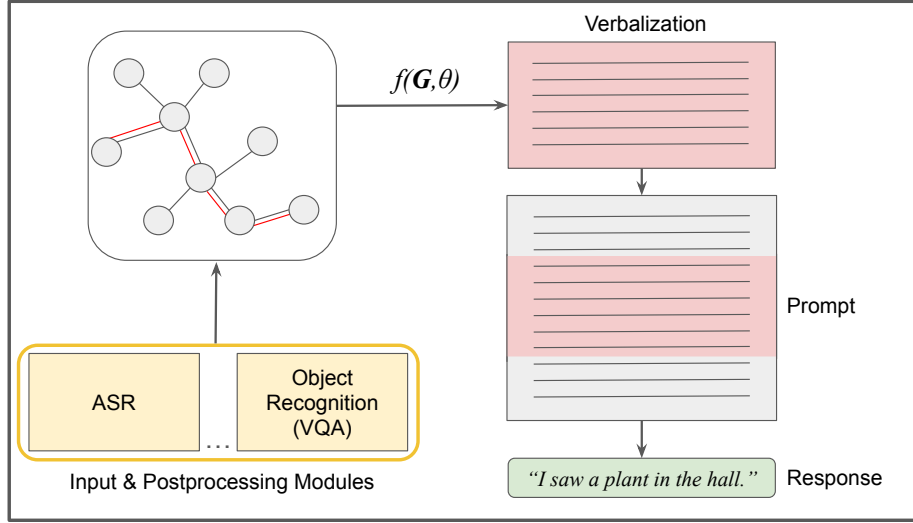 Verbalization
f(G,θ)
Prompt
ASR
...
Object
Recognition
(VQA)
Input & Postprocessing Modules
“I saw a plant in the hall.”
Response